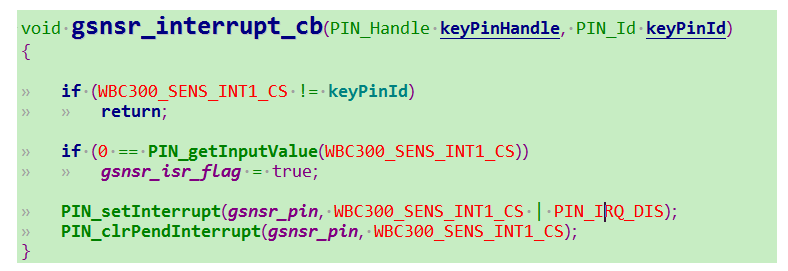 void gsnsr_interrupt_cb(PIN_Handle keyPinHandle, PIN_Id keyPinId)
{
if (WBC300_SENS_INT1_CS != keyPinId)
return;
if (0 == PIN_getInputValue(WBC300_SENS_INT1_CS))
gsnsr_isr_flag = true;
PIN_setInterrupt(gsnsr_pin, WBC300_SENS_INT1_CS | PIN_IRQ_DIS);
PIN_clrPendInterrupt(gsnsr_pin, WBC300_SENS_INT1_CS);
}